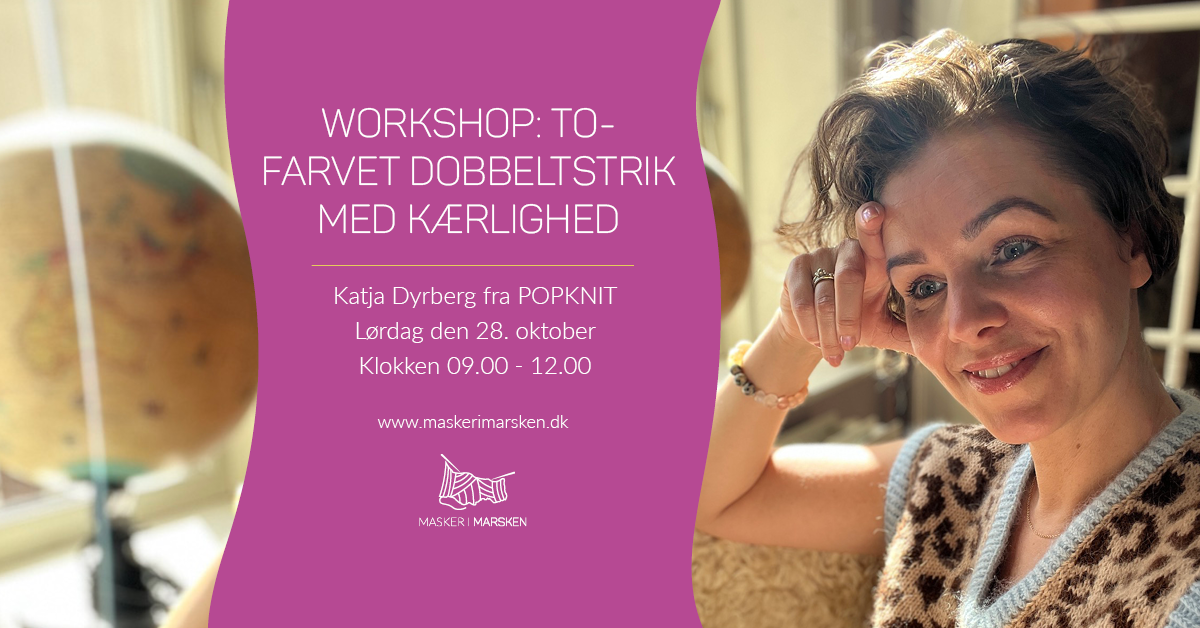 WORKSHOP: TO-
FARVET DOBBELTSTRIK
MED KÆRLIGHED
Katja Dyrberg fra POPKNIT
Lørdag den 28. oktober
Klokken 09.00 - 12.00
www.maskerimarsken.dk
MASKER I MARSKEN